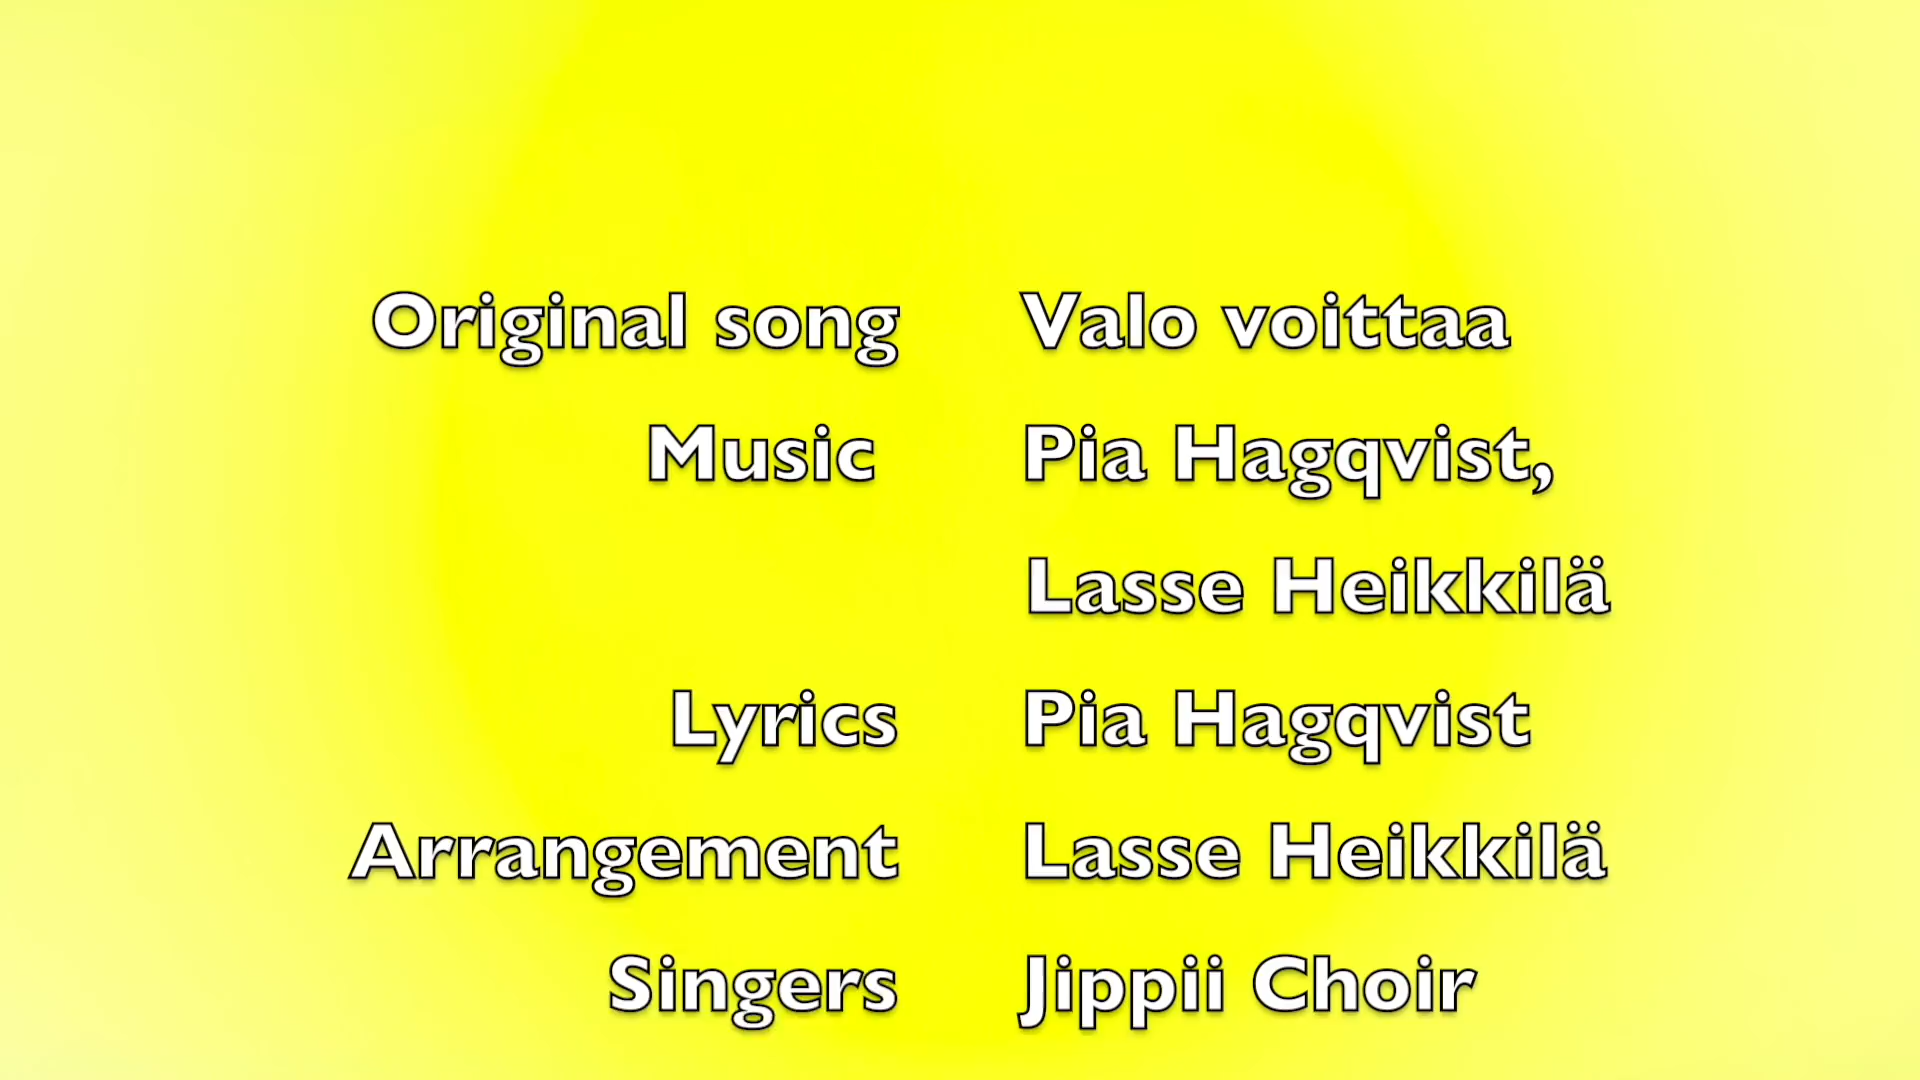 Original song Valo voittaa
Music Pia Hagqvist,
Lasse Heikkilä
Lyrics Pia Hagqvist
Arrangement Lasse Heikkilä
Singers Jippii Choir